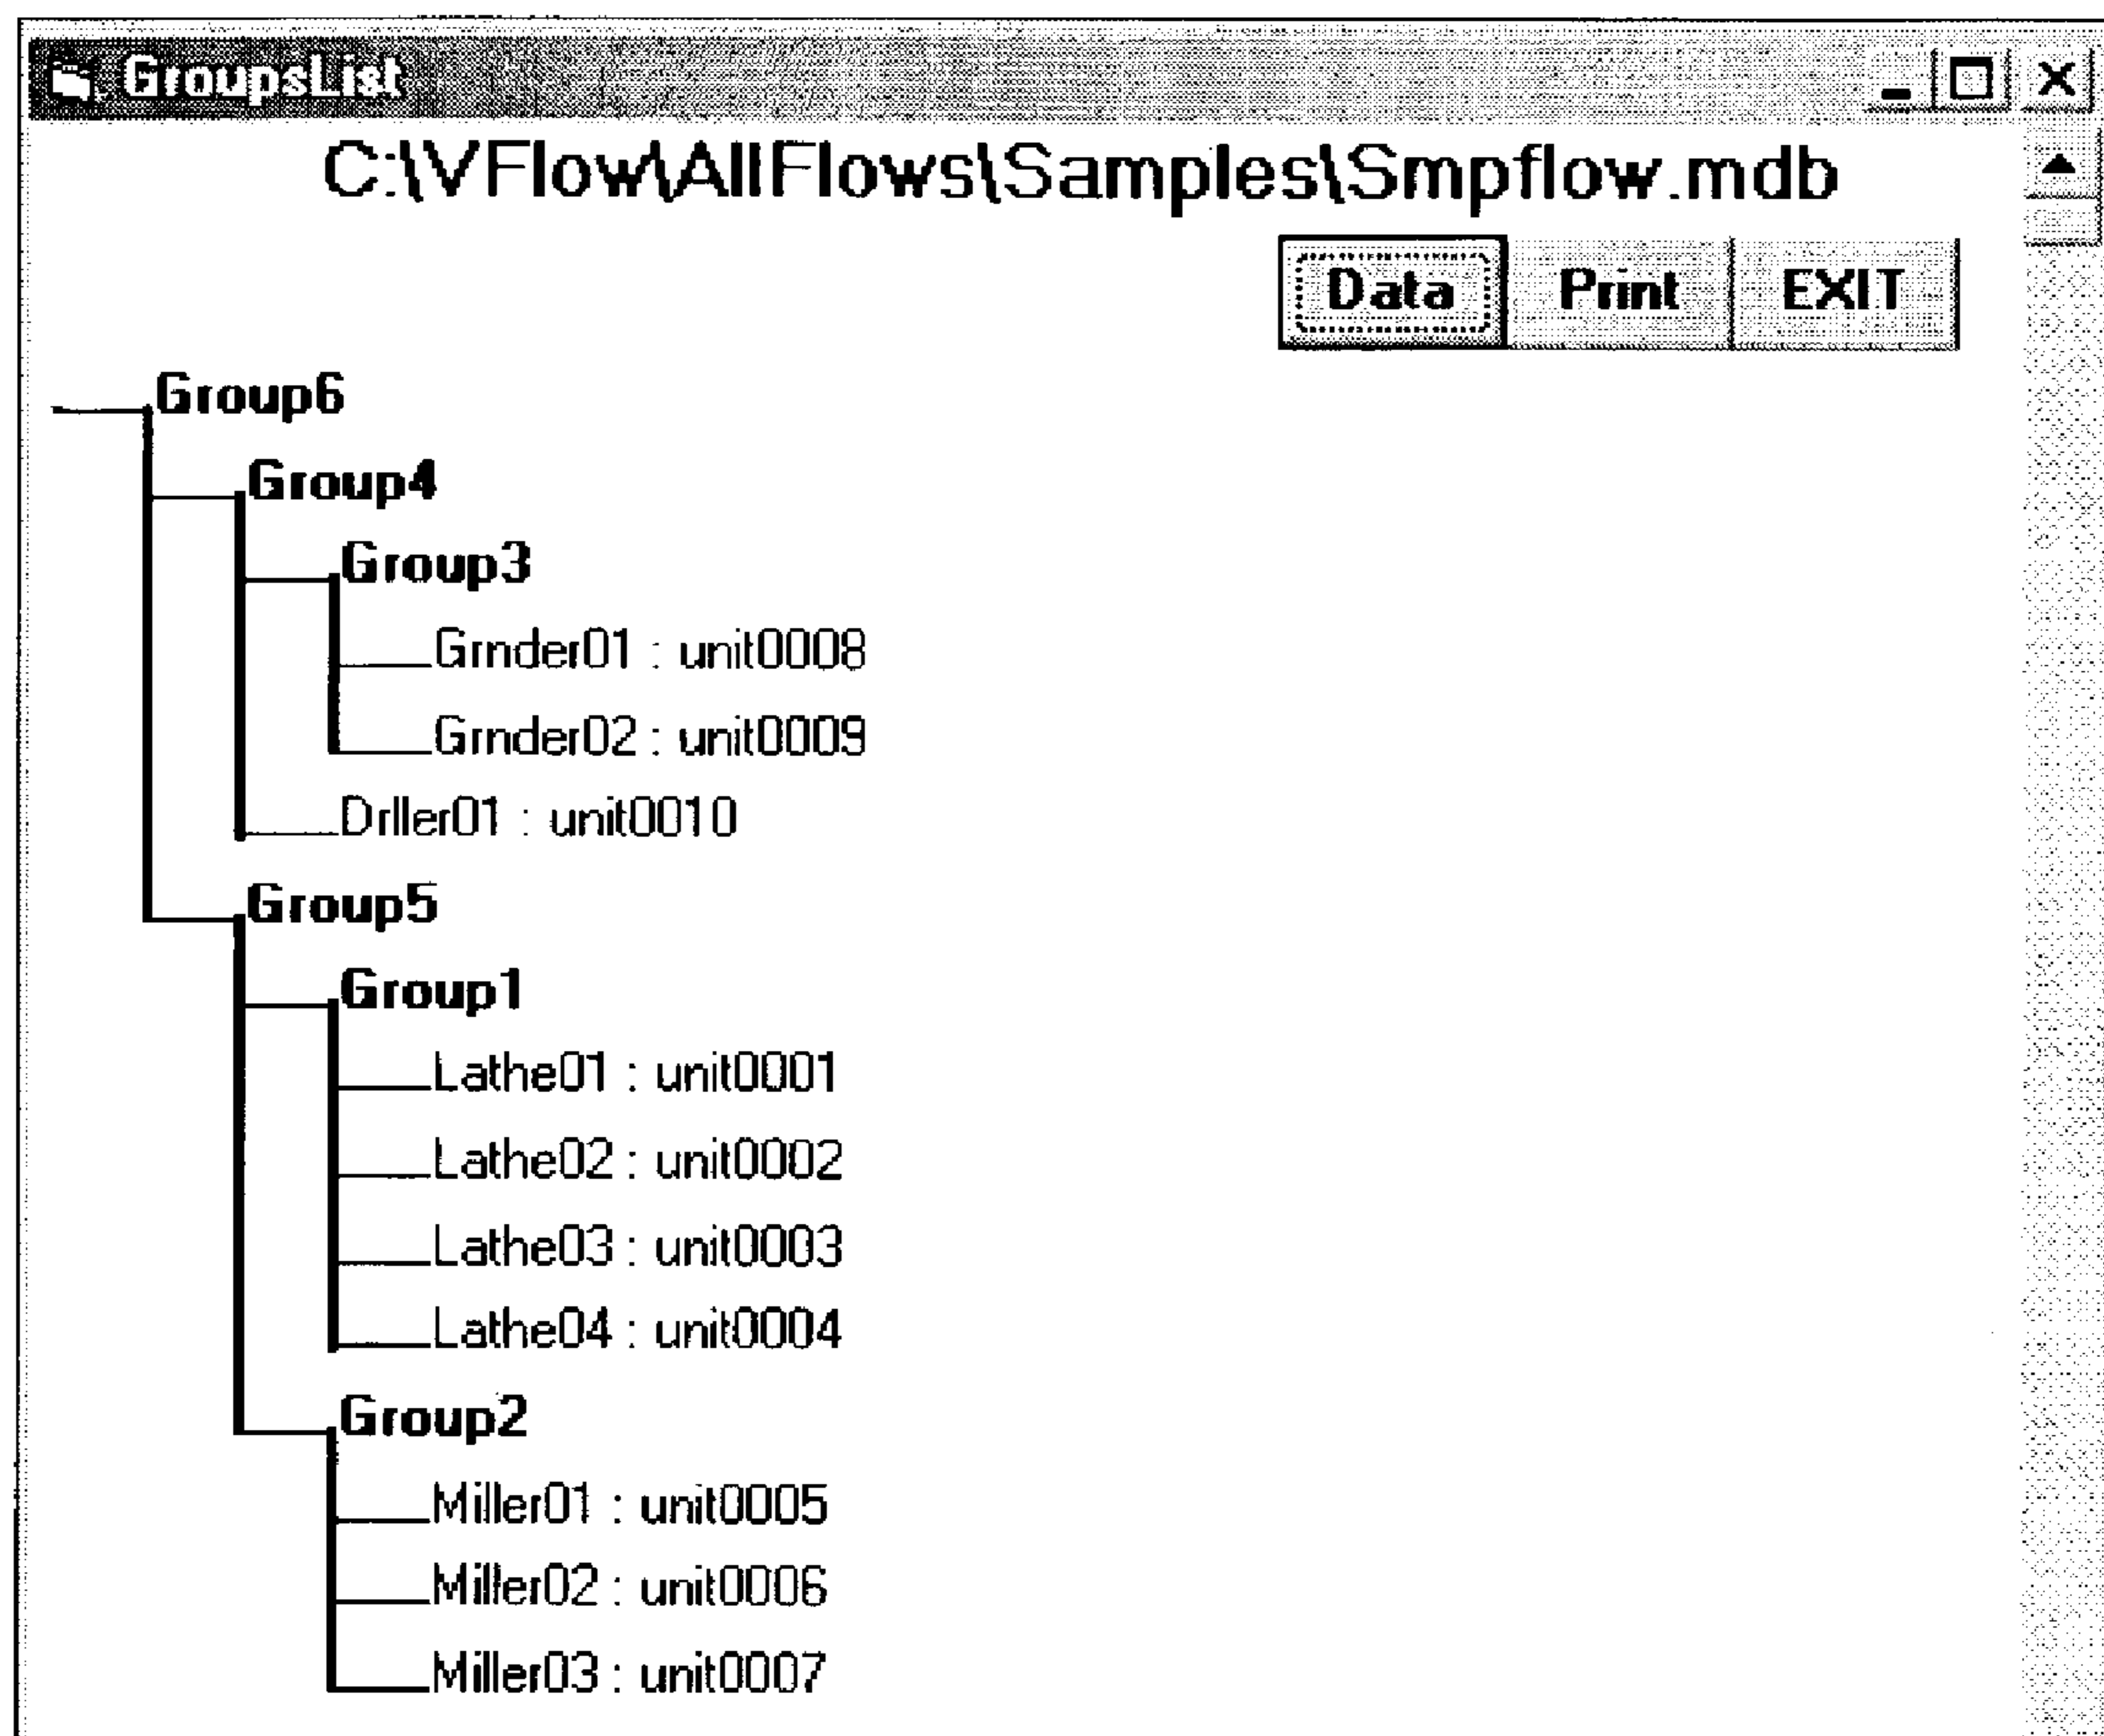 GroupsList
C:\VFlow\AllFlows\Samples\Smpflow.mdb
Data Print EXIT
Group6
Group4
Group3
Grnder01 : unit0008
Grnder02 : unit0009
Drller01 : unit0010
Group5
Group1
Lathe01 : unit0001
Lathe02 : unit0002
Lathe03 : unit0003
Lathe04 : unit0004
Group2
Miller01 : unit0005
Miller02 : unit0006
Miller03 : unit0007